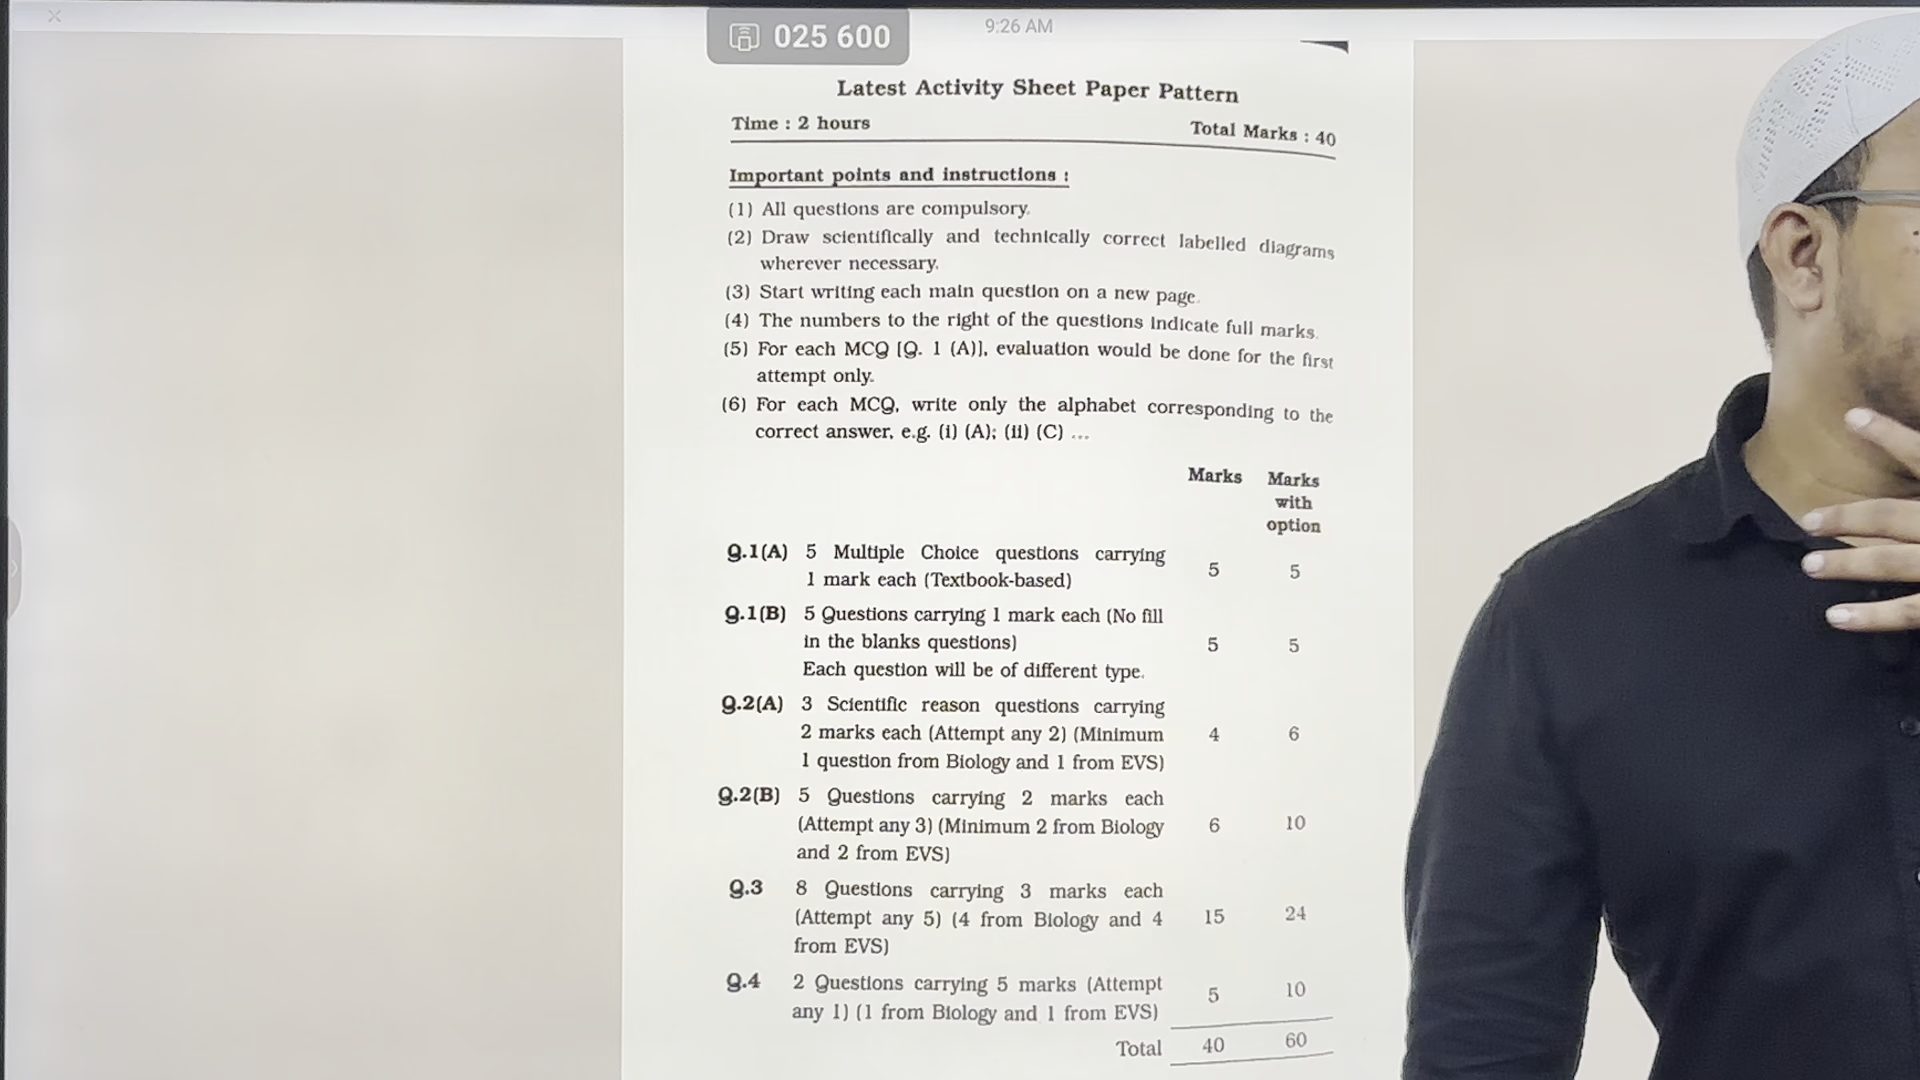 025 600
9:26 AM
Latest Activity Sheet Paper Pattern
Time : 2 hours
Total Marks : 40
Important points and instructions :
(1) All questions are compulsory.
(2) Draw scientifically and technically correct labelled diagrams
wherever necessary.
(3) Start writing each main question on a new page.
(4) The numbers to the right of the questions indicate full marks.
(5) For each MCQ [Q. 1 (A)], evaluation would be done for the first
attempt only.
(6) For each MCQ, write only the alphabet corresponding to the
correct answer, e.g. (i) (A); (ii) (C) ...
Marks
Marks
with
option
Q.1(A) 5 Multiple Choice questions carrying
1 mark each (Textbook-based) 5 5
Q.1(B) 5 Questions carrying 1 mark each (No fill
in the blanks questions) 5 5
Each question will be of different type.
Q.2(A) 3 Scientific reason questions carrying
2 marks each (Attempt any 2) (Minimum 4 6
1 question from Biology and 1 from EVS)
Q.2(B) 5 Questions carrying 2 marks each
(Attempt any 3) (Minimum 2 from Biology 6 10
and 2 from EVS)
Q.3 8 Questions carrying 3 marks each
(Attempt any 5) (4 from Biology and 4 15 24
from EVS)
Q.4 2 Questions carrying 5 marks (Attempt
any 1) (1 from Biology and 1 from EVS) 5 10
Total 40 60